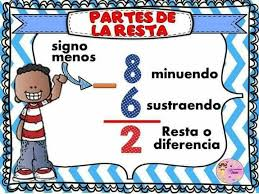 PARTES DE
LA RESTA
signo
menos
- 8 minuendo
6 sustraendo
2 Resta o
diferencia